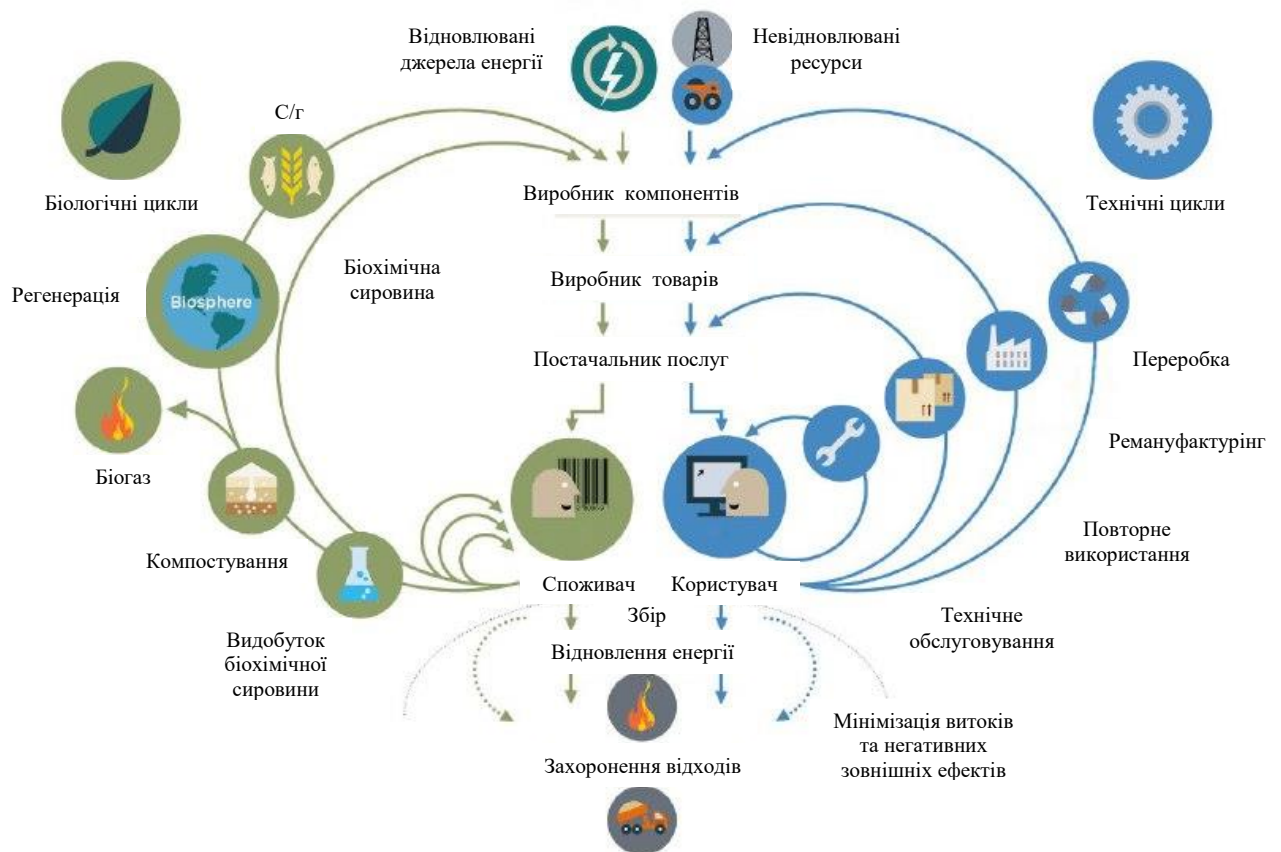 Відновлювані
джерела енергії
Невідновлювані
ресурси
С/г
Біологічні цикли
Виробник компонентів
Технічні цикли
Біохімічна
сировина
Виробник товарів
Регенерація
Biosphere
Постачальник послуг
Переробка
Ремануфактурінг
Біогаз
Повторне
використання
Компостування
Споживач
Користувач
Збір
Технічне
обслуговування
Видобуток
біохімічної
сировини
Відновлення енергії
Мінімізація витоків
та негативних
зовнішніх ефектів
Захоронення відходів